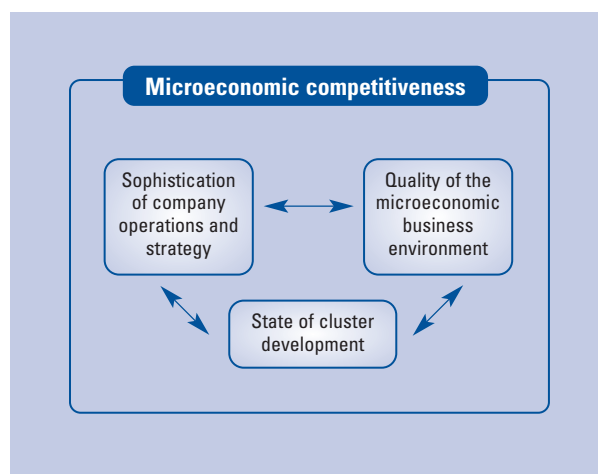 Microeconomic competitiveness
Sophistication
of company
operations and
strategy
Quality of the
microeconomic
business
environment
State of cluster
development